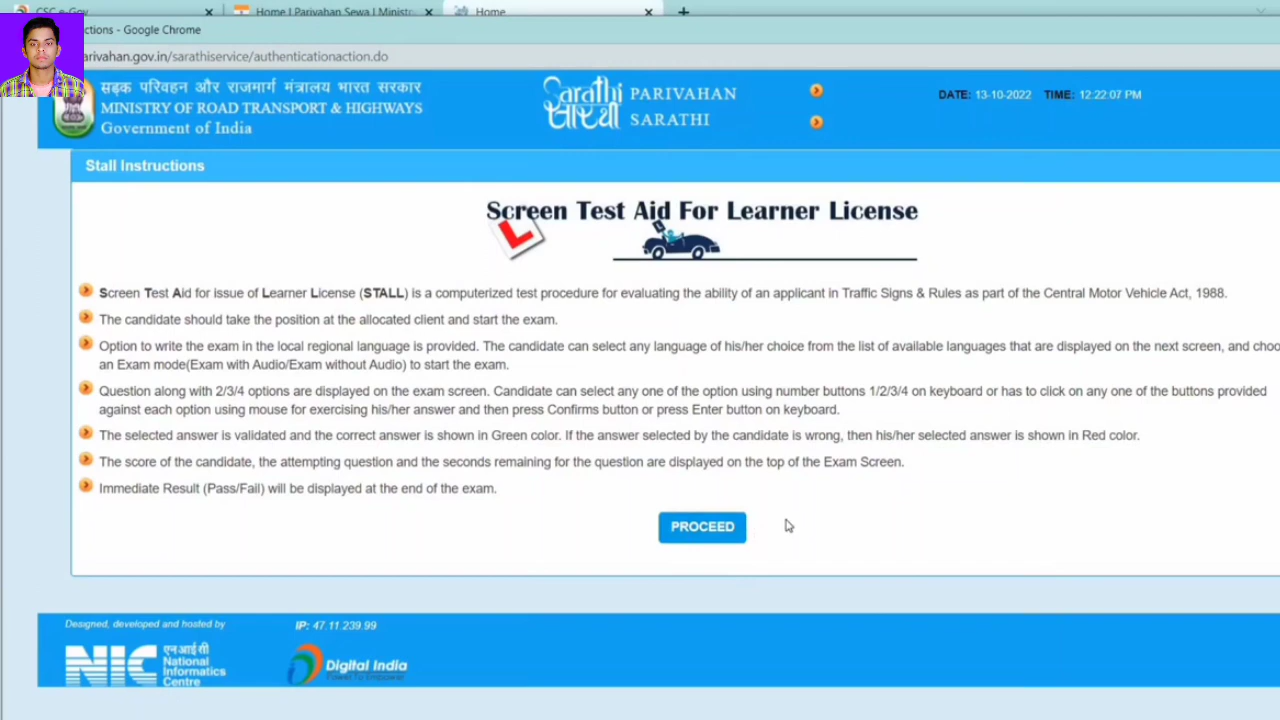 CSC e-Gov
Home | Parivahan Sewa | Ministr
Home
ctions - Google Chrome
arivahan.gov.in/sarathiservice/authenticationaction.do
सड़क परिवहन और राजमार्ग मंत्रालय भारत सरकार
MINISTRY OF ROAD TRANSPORT & HIGHWAYS
Government of India
Sarathi
सारथी
PARIVAHAN
SARATHI
DATE: 13-10-2022 TIME: 12:22:07 PM
Stall Instructions
Screen Test Aid For Learner License
L
Screen Test Aid for issue of Learner License (STALL) is a computerized test procedure for evaluating the ability of an applicant in Traffic Signs & Rules as part of the Central Motor Vehicle Act, 1988.
The candidate should take the position at the allocated client and start the exam.
Option to write the exam in the local regional language is provided. The candidate can select any language of his/her choice from the list of available languages that are displayed on the next screen, and choo
an Exam mode(Exam with Audio/Exam without Audio) to start the exam.
Question along with 2/3/4 options are displayed on the exam screen. Candidate can select any one of the option using number buttons 1/2/3/4 on keyboard or has to click on any one of the buttons provided
against each option using mouse for exercising his/her answer and then press Confirms button or press Enter button on keyboard.
The selected answer is validated and the correct answer is shown in Green color. If the answer selected by the candidate is wrong, then his/her selected answer is shown in Red color.
The score of the candidate, the attempting question and the seconds remaining for the question are displayed on the top of the Exam Screen.
Immediate Result (Pass/Fail) will be displayed at the end of the exam.
PROCEED
Designed, developed and hosted by
IP: 47.11.239.99
NIC
एनआईसी
National
Informatics
Centre
Digital India
Power To Empower